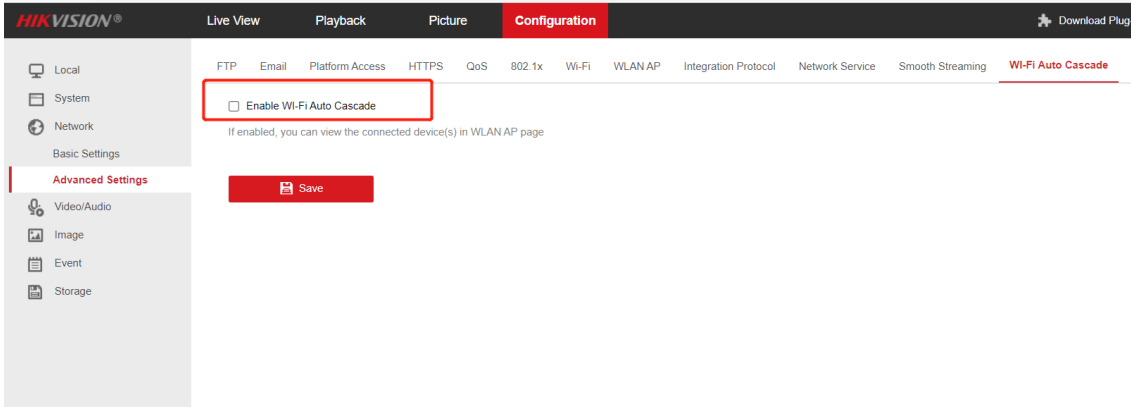 HIKVISION® Live View Playback Picture Configuration Download Plug-
Local
System
Network
Basic Settings
Advanced Settings
Video/Audio
Image
Event
Storage
FTP Email Platform Access HTTPS QoS 802.1x Wi-Fi WLAN AP Integration Protocol Network Service Smooth Streaming WI-Fi Auto Cascade
Enable WI-Fi Auto Cascade
If enabled, you can view the connected device(s) in WLAN AP page
Save